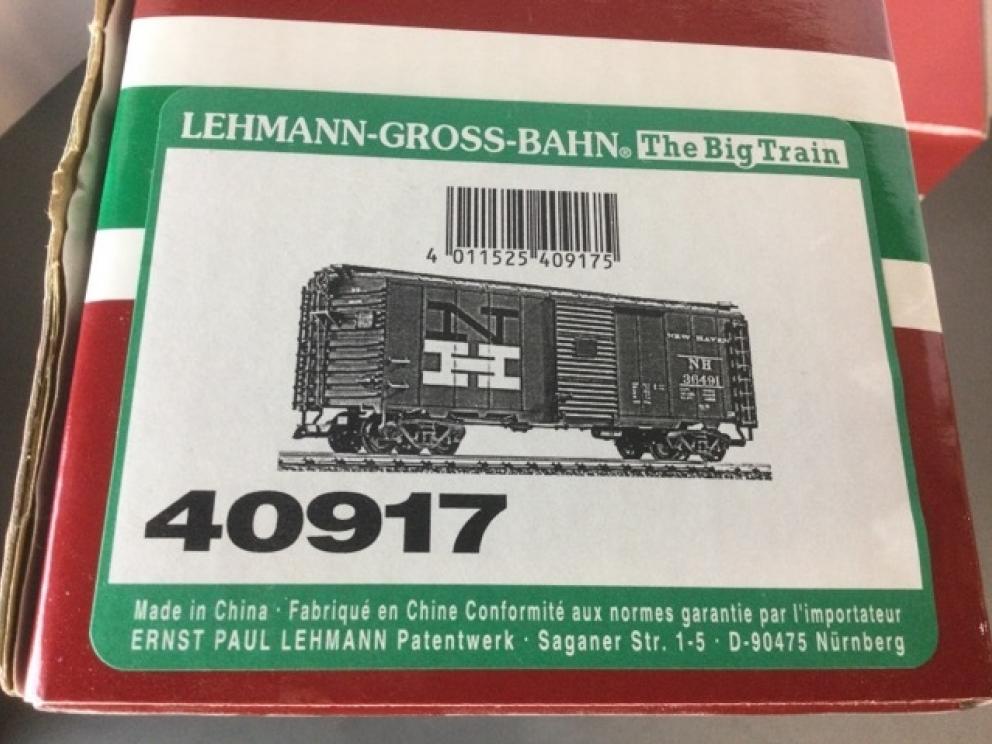 LEHMANN-GROSS-BAHN® The Big Train
4 011525 409175
N
H
NEW HAVEN
NH
36491
40917
Made in China · Fabriqué en Chine Conformité aux normes garantie par l'importateur
ERNST PAUL LEHMANN Patentwerk · Saganer Str. 1-5 · D-90475 Nürnberg